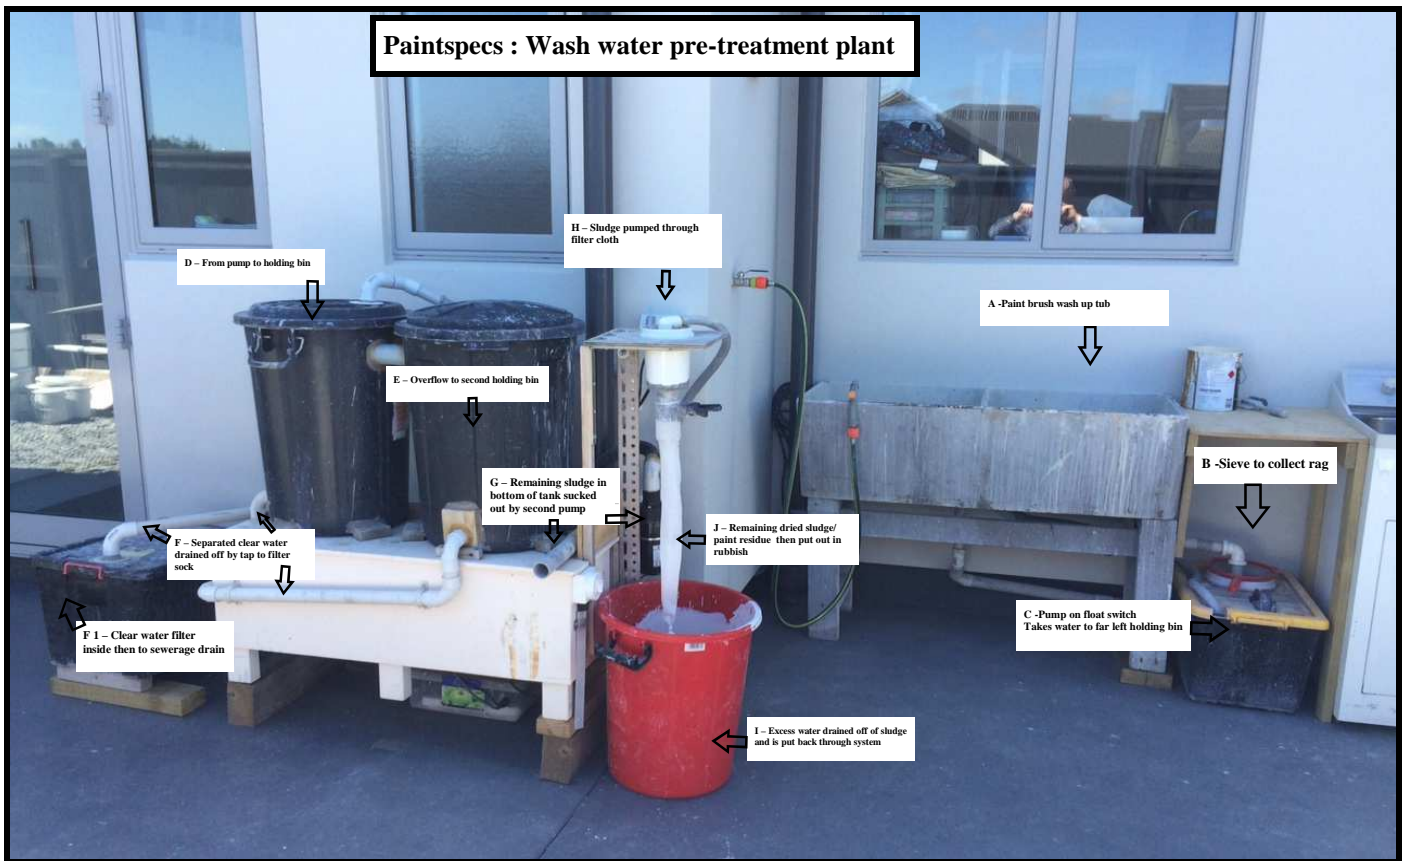 Paintspecs : Wash water pre-treatment plant
H – Sludge pumped through
filter cloth
D – From pump to holding bin
A -Paint brush wash up tub
E – Overflow to second holding bin
B -Sieve to collect rag
G – Remaining sludge in
bottom of tank sucked
out by second pump
J – Remaining dried sludge/
paint residue then put out in
rubbish
F – Separated clear water
drained off by tap to filter
sock
C -Pump on float switch
Takes water to far left holding bin
F 1 – Clear water filter
inside then to sewerage drain
I – Excess water drained off of sludge
and is put back through system